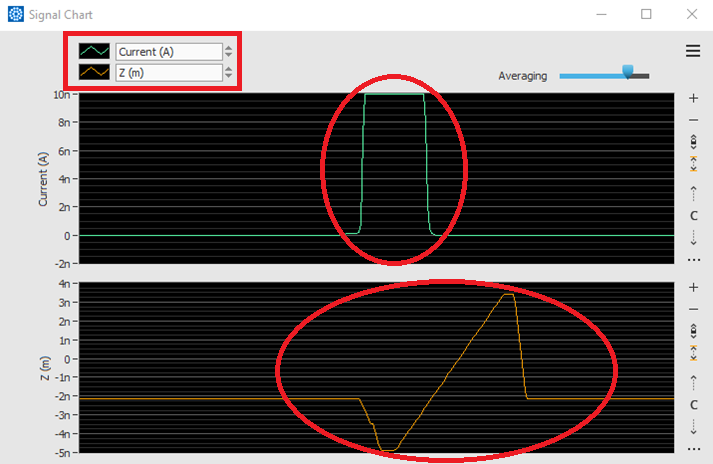 Signal Chart
Current (A)
Z (m)
Averaging
10n
8n
6n
4n
2n
0
-2n
Current (A)
C
4n
3n
2n
1n
0
-1n
-2n
-3n
-4n
-5n
Z (m)
C